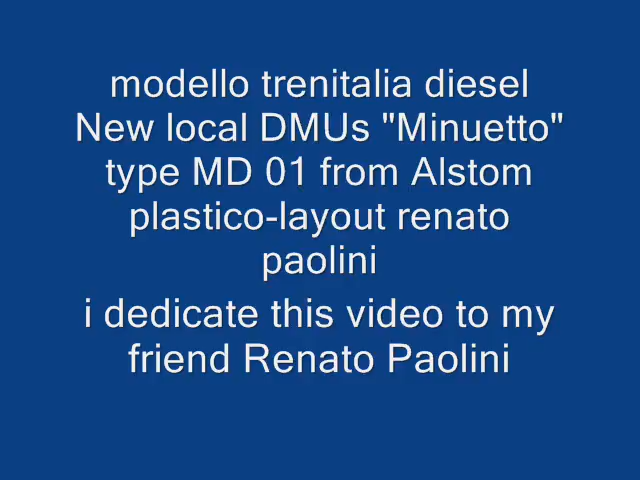 modello trenitalia diesel
New local DMUs "Minuetto"
type MD 01 from Alstom
plastico-layout renato
paolini
i dedicate this video to my
friend Renato Paolini